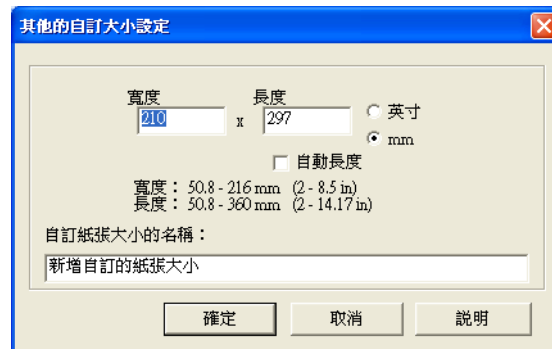 其他的自訂大小設定
寬度 長度
210 x 297 英寸
mm
自動長度
寬度： 50.8 - 216 mm (2 - 8.5 in)
長度： 50.8 - 360 mm (2 - 14.17 in)
自訂紙張大小的名稱：
新增自訂的紙張大小
確定 取消 説明